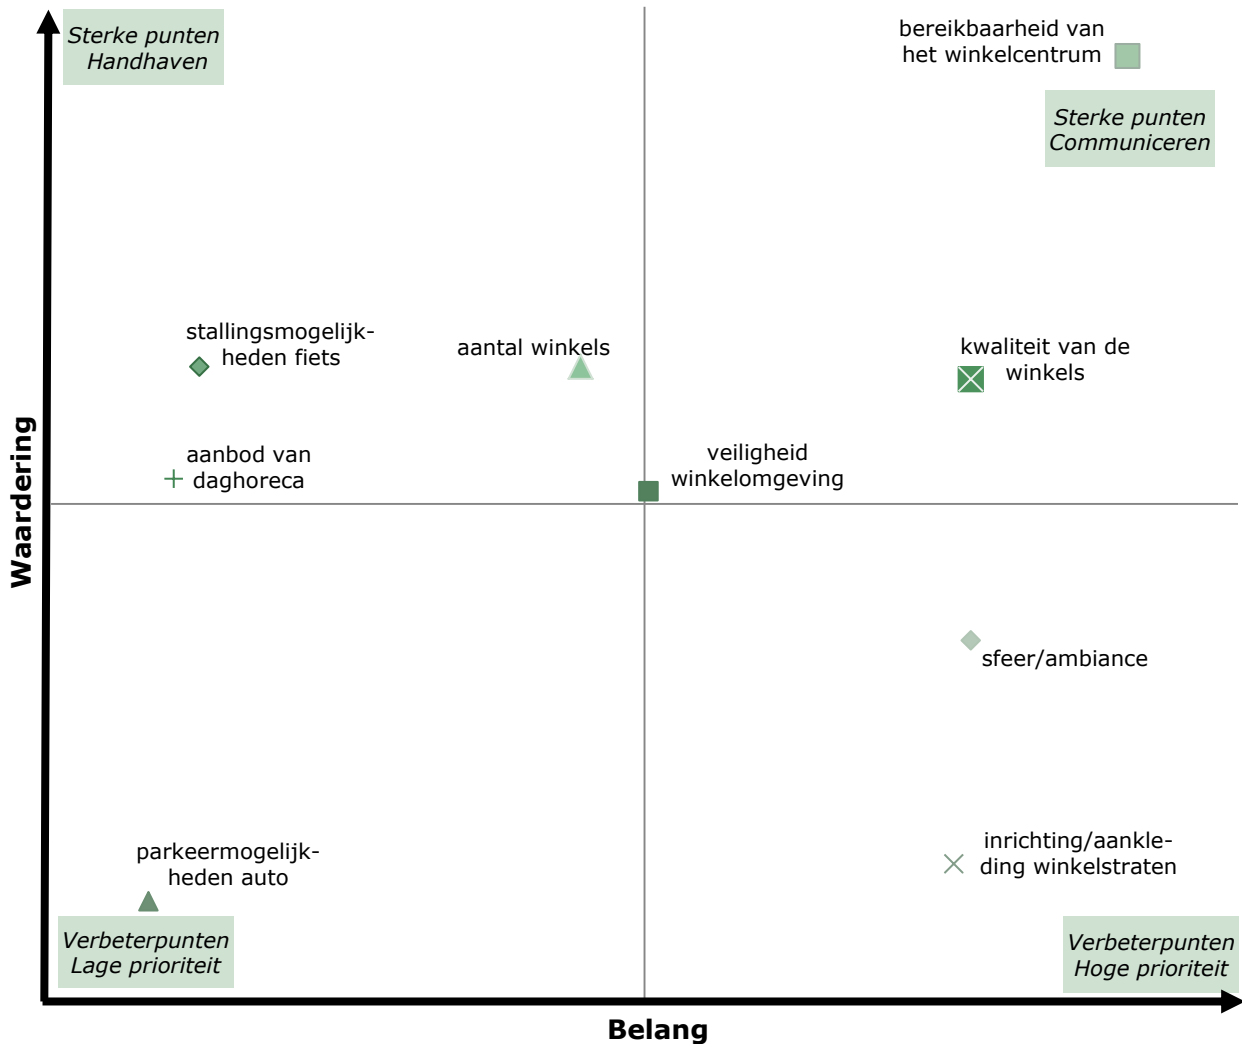 Sterke punten
Handhaven
bereikbaarheid van
het winkelcentrum
Sterke punten
Communiceren
stallingsmogelijk-
heden fiets
aantal winkels
kwaliteit van de
winkels
aanbod van
daghoreca
veiligheid
winkelomgeving
Waardering
sfeer/ambiance
parkeermogelijk-
heden auto
inrichting/aankle-
ding winkelstraten
Verbeterpunten
Lage prioriteit
Verbeterpunten
Hoge prioriteit
Belang